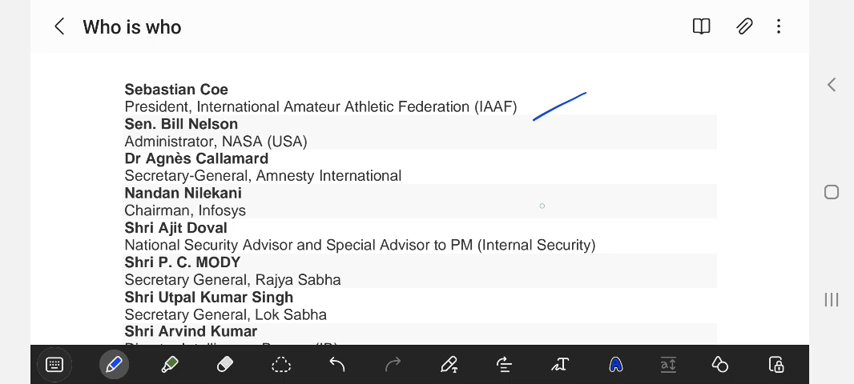 Who is who
Sebastian Coe
President, International Amateur Athletic Federation (IAAF)
Sen. Bill Nelson
Administrator, NASA (USA)
Dr Agnès Callamard
Secretary-General, Amnesty International
Nandan Nilekani
Chairman, Infosys
Shri Ajit Doval
National Security Advisor and Special Advisor to PM (Internal Security)
Shri P. C. MODY
Secretary General, Rajya Sabha
Shri Utpal Kumar Singh
Secretary General, Lok Sabha
Shri Arvind Kumar